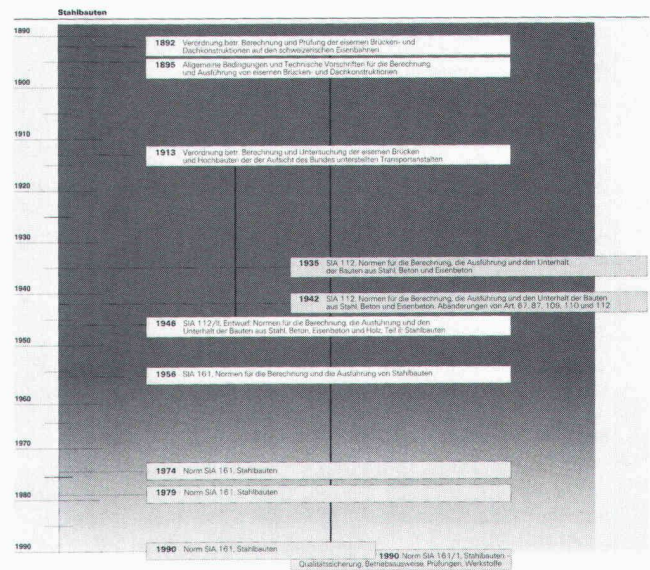 Stahlbauten
1890
1892 Verordnung betr. Berechnung und Prüfung der eisernen Brücken- und
Dachkonstruktionen auf den schweizerischen Eisenbahnen
1895 Allgemeine Bedingungen und Technische Vorschriften für die Berechnung
und Ausführung von eisernen Brücken- und Dachkonstruktionen
1900
1910
1913 Verordnung betr. Berechnung und Untersuchung der eisernen Brücken
und Hochbauten der der Aufsicht des Bundes unterstellten Transportanstalten
1920
1930
1935 SIA 112, Normen für die Berechnung, die Ausführung und den Unterhalt
der Bauten aus Stahl, Beton und Eisenbeton
1940
1942 SIA 112, Normen für die Berechnung, die Ausführung und den Unterhalt der Bauten
aus Stahl, Beton und Eisenbeton, Abänderungen von Art. 67, 87, 109, 110 und 112
1946 SIA 112/II, Entwurf, Normen für die Berechnung, die Ausführung und den
Unterhalt der Bauten aus Stahl, Beton, Eisenbeton und Holz, Teil II: Stahlbauten
1950
1956 SIA 161, Normen für die Berechnung und die Ausführung von Stahlbauten
1960
1970
1974 Norm SIA 161, Stahlbauten
1979 Norm SIA 161, Stahlbauten
1980
1990
1990 Norm SIA 161, Stahlbauten
1990 Norm SIA 161/1, Stahlbauten –
Qualitätssicherung, Betriebsausweise, Prüfungen, Werkstoffe